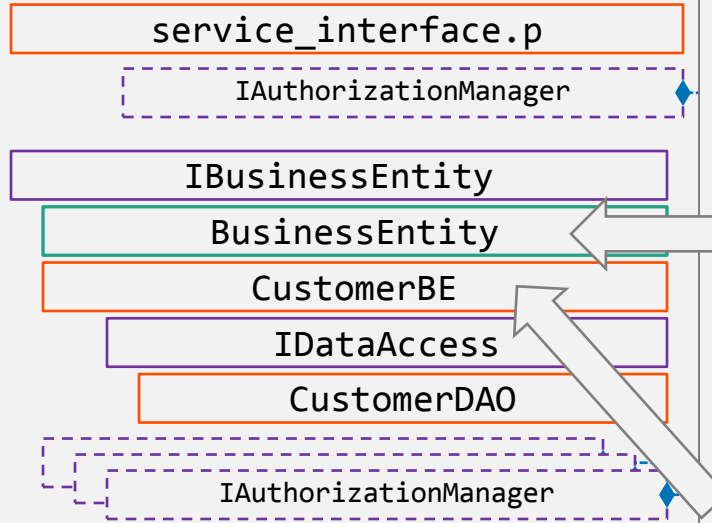 service_interface.p
IAuthorizationManager
IBusinessEntity
BusinessEntity
CustomerBE
IDataAccess
CustomerDAO
IAuthorizationManager